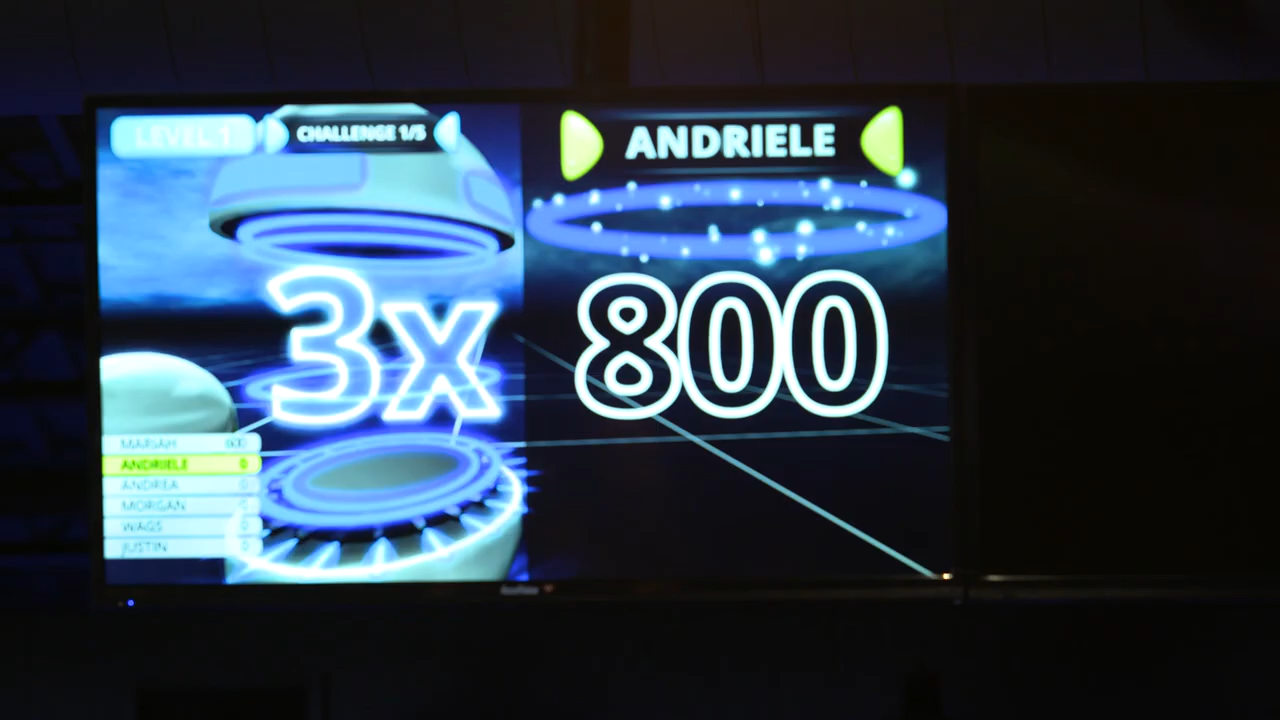 LEVEL 1
CHALLENGE 1/5
ANDRIELE
3x
800
MARIAH 600
ANDRIELE 0
ANDREA 0
MORGAN 0
WAGS 0
JUSTIN 0